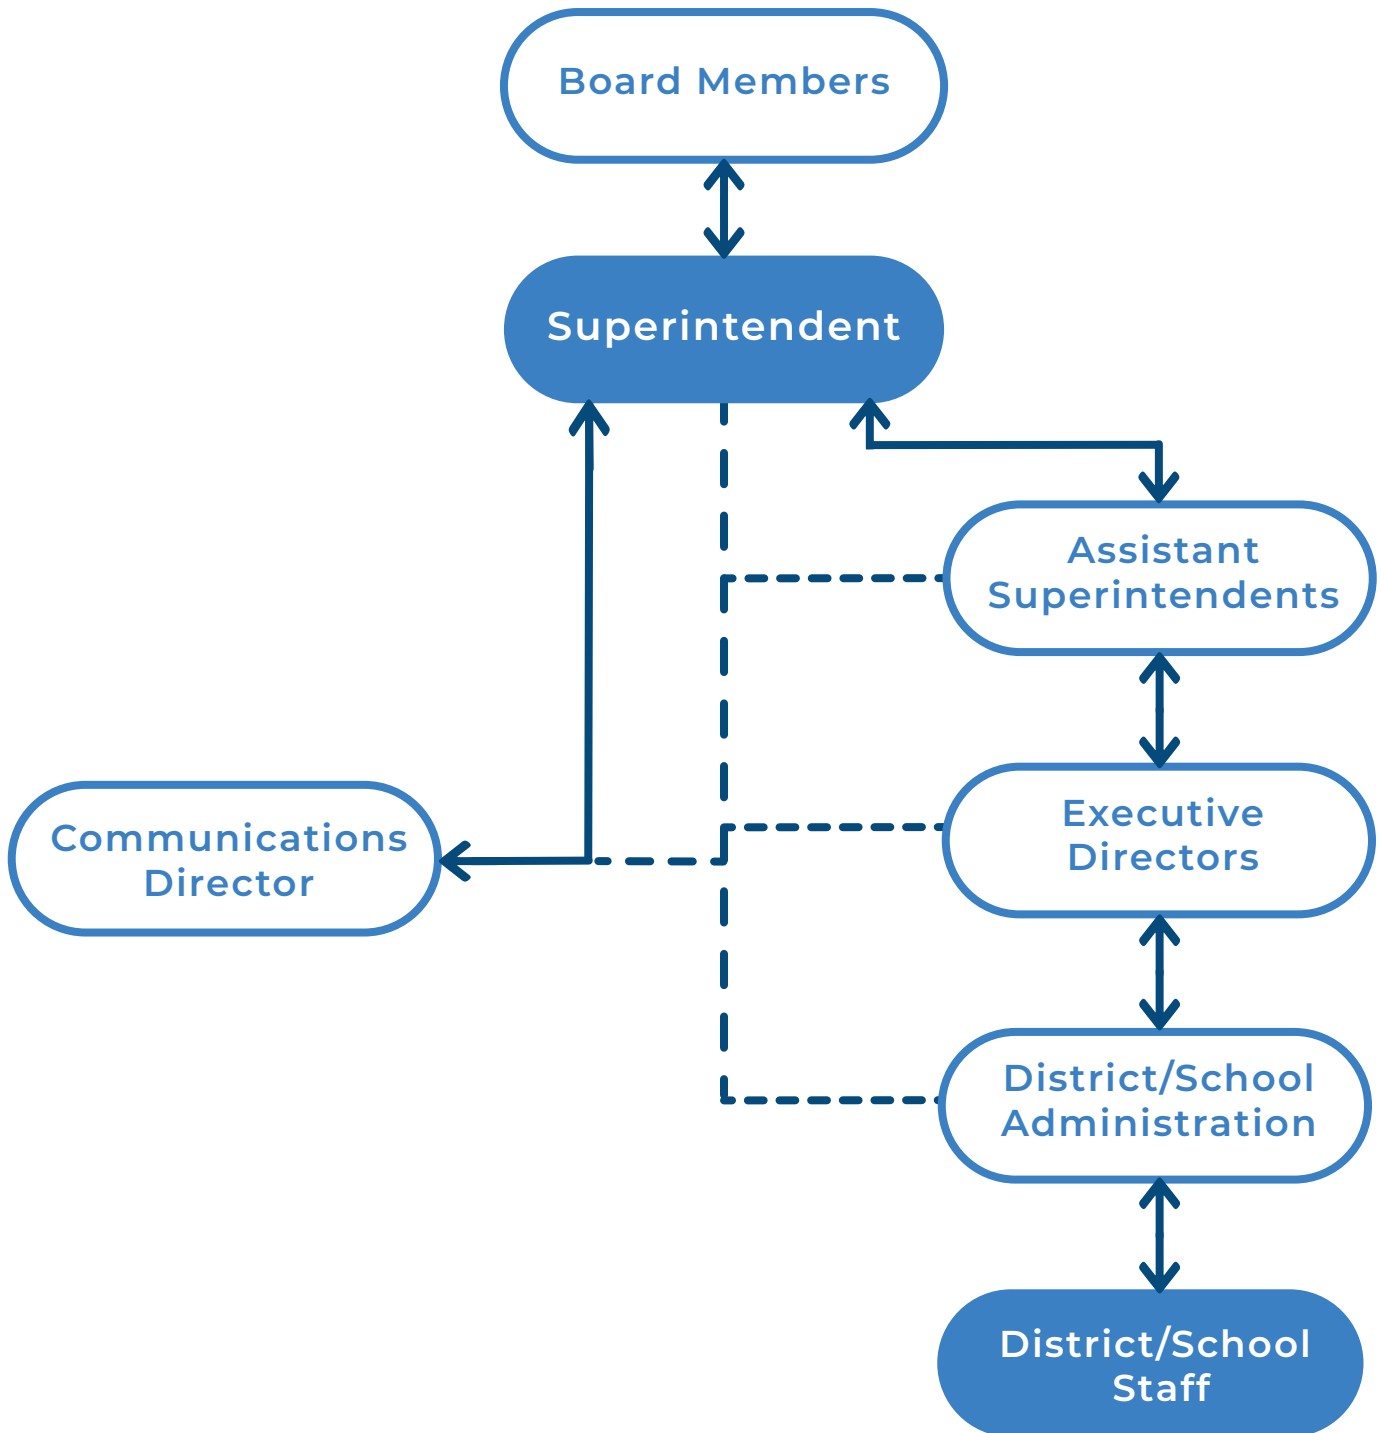 Board Members
Superintendent
Assistant
Superintendents
Executive
Directors
Communications
Director
District/School
Administration
District/School
Staff